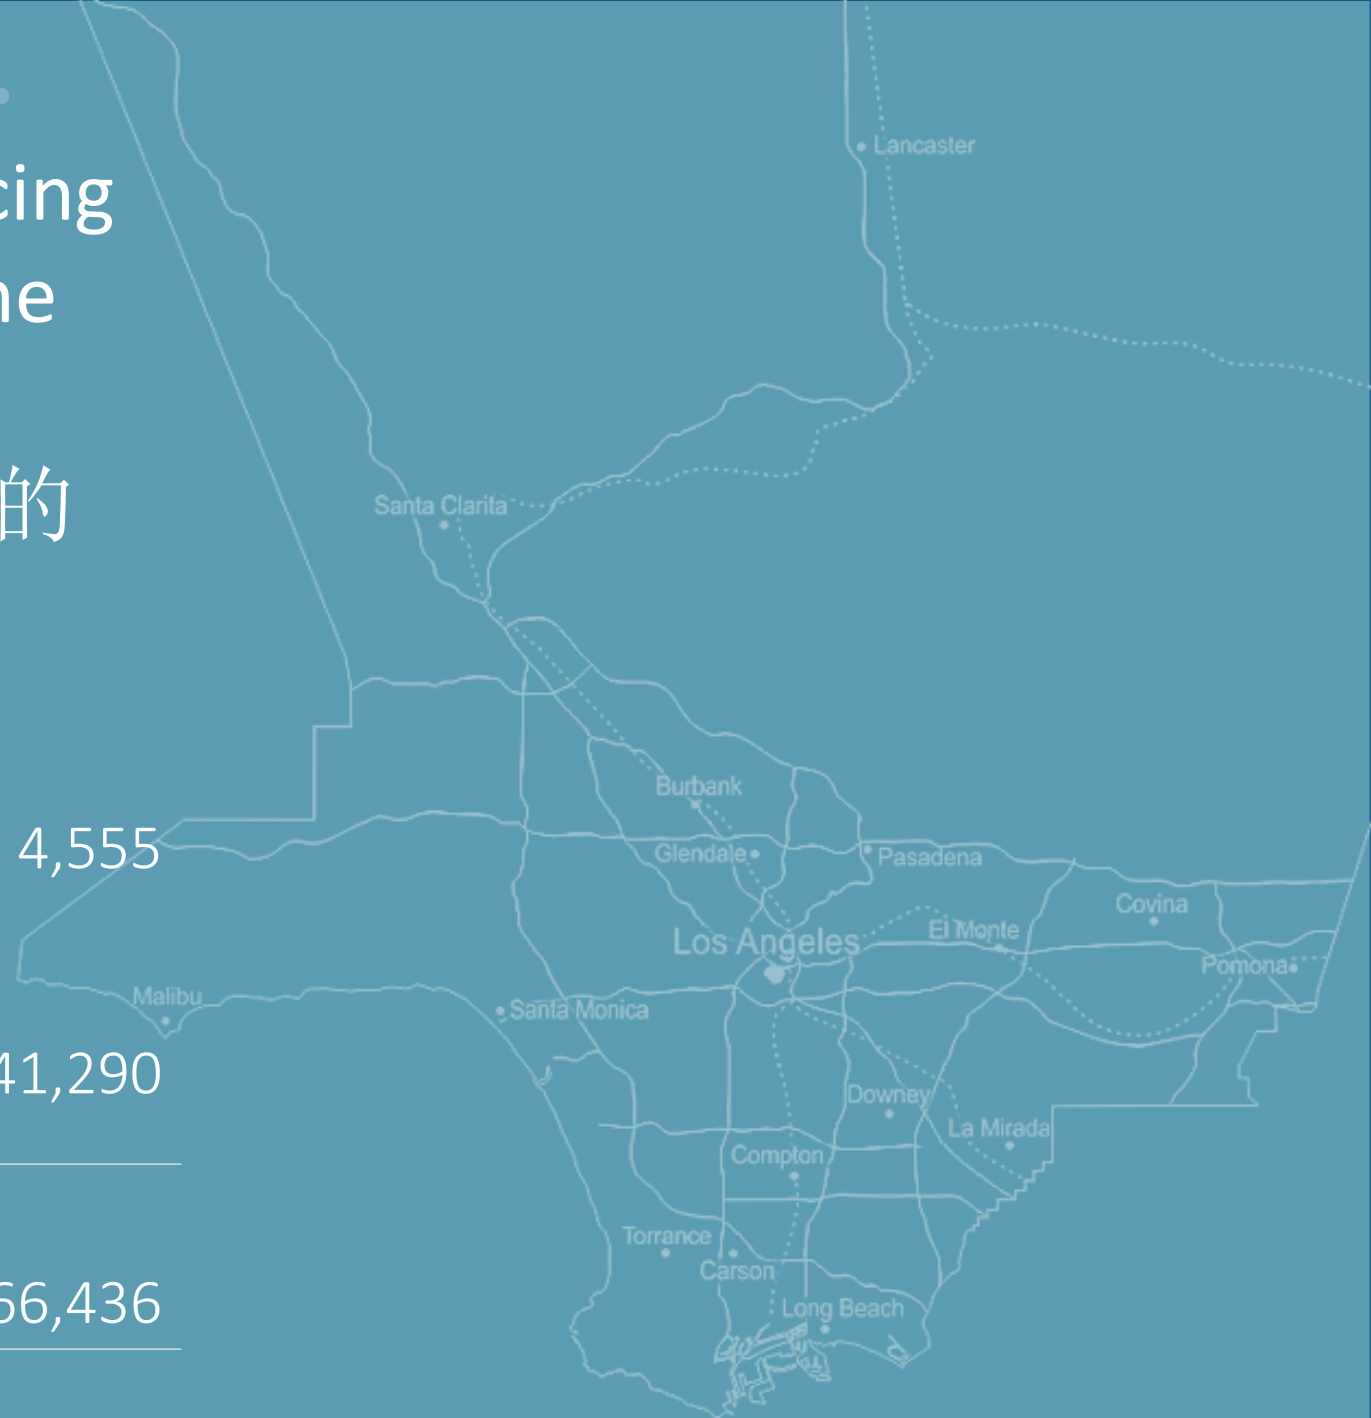 cing
ne
的
Lancaster
Santa Clarita
Burbank
4,555
Glendale
Pasadena
Covina
El Monte
Los Angeles
Pomona
Malibu
Santa Monica
41,290
Downey
La Mirada
Compton
Torrance
Carson
66,436
Long Beach